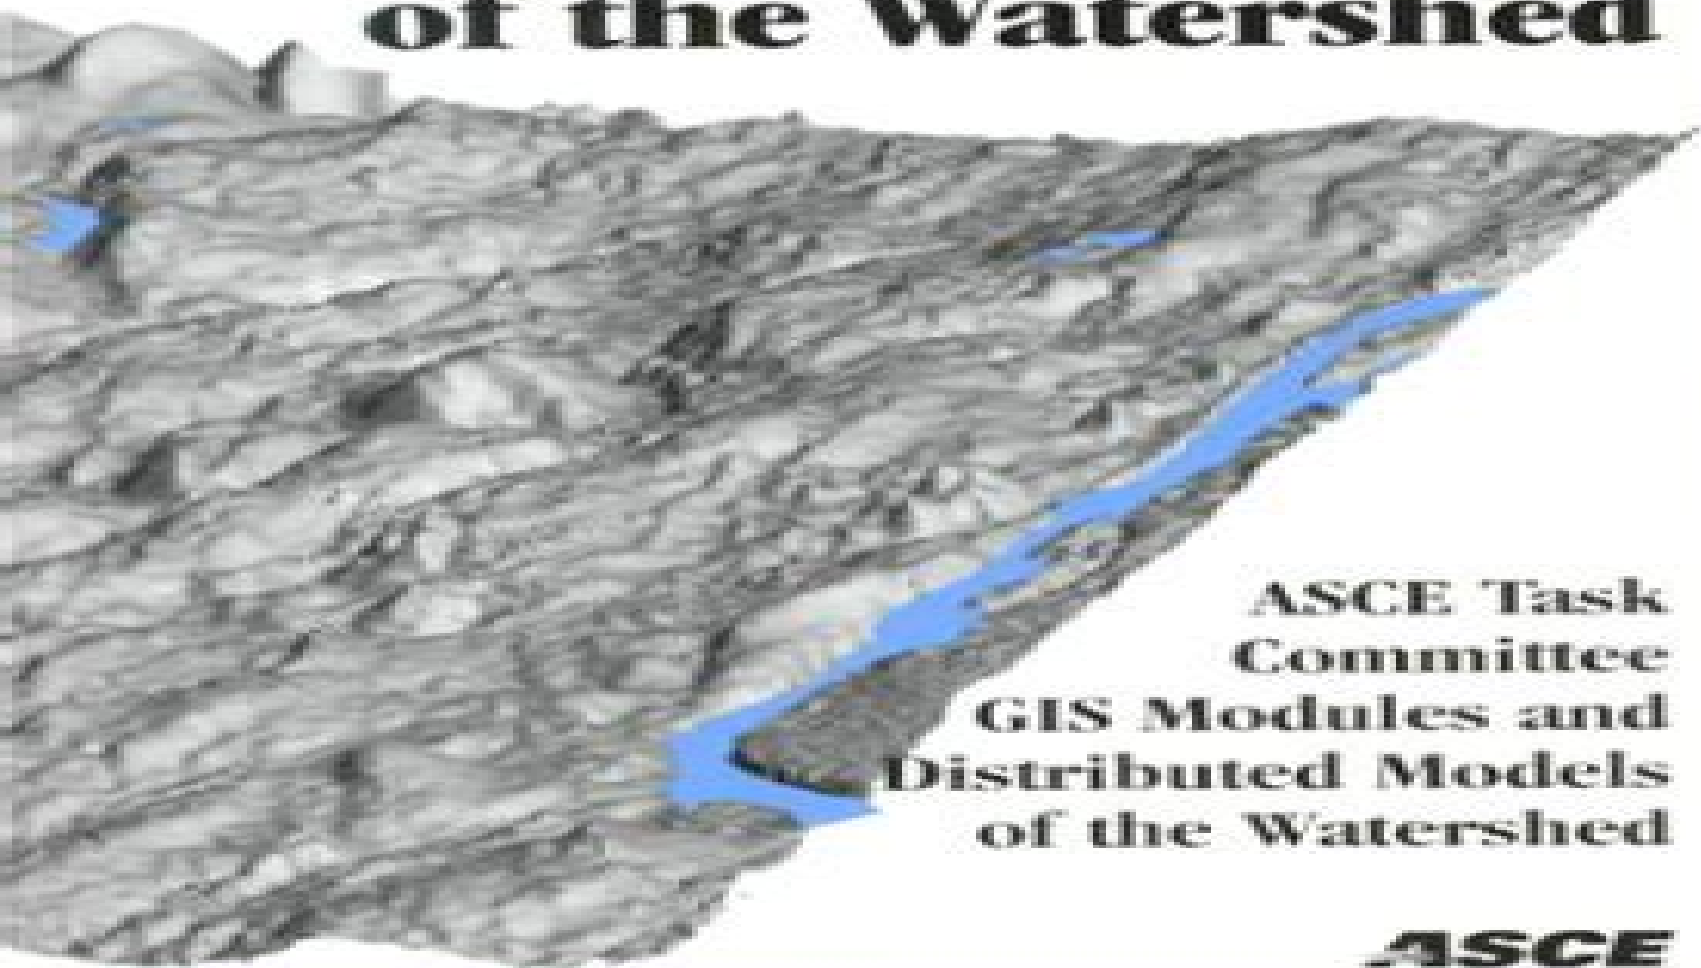 of the Watershed
ASCE Task
Committee
GIS Modules and
Distributed Models
of the Watershed
ASCE